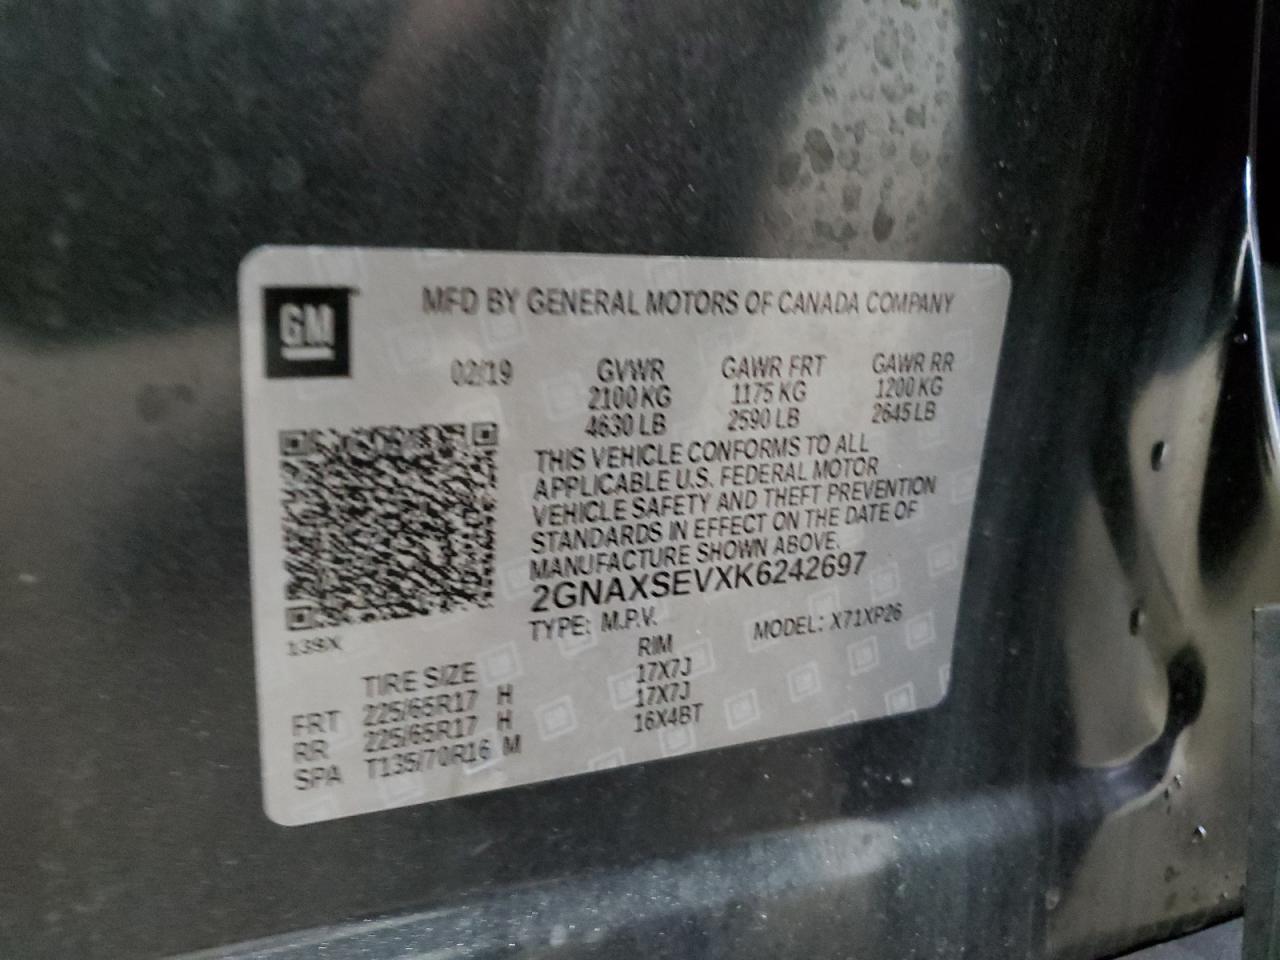 GM
MFD BY GENERAL MOTORS OF CANADA COMPANY
02/19 GVWR GAWR FRT GAWR RR
2100 KG 1175 KG 1200 KG
4630 LB 2590 LB 2645 LB
THIS VEHICLE CONFORMS TO ALL
APPLICABLE U.S. FEDERAL MOTOR
VEHICLE SAFETY AND THEFT PREVENTION
STANDARDS IN EFFECT ON THE DATE OF
MANUFACTURE SHOWN ABOVE.
2GNAXSEVXK6242697
TYPE: M.P.V. MODEL: X71XP26
139X
TIRE SIZE RIM
FRT 225/65R17 H 17X7J
RR 225/65R17 H 17X7J
SPA T135/70R16 M 16X4BT